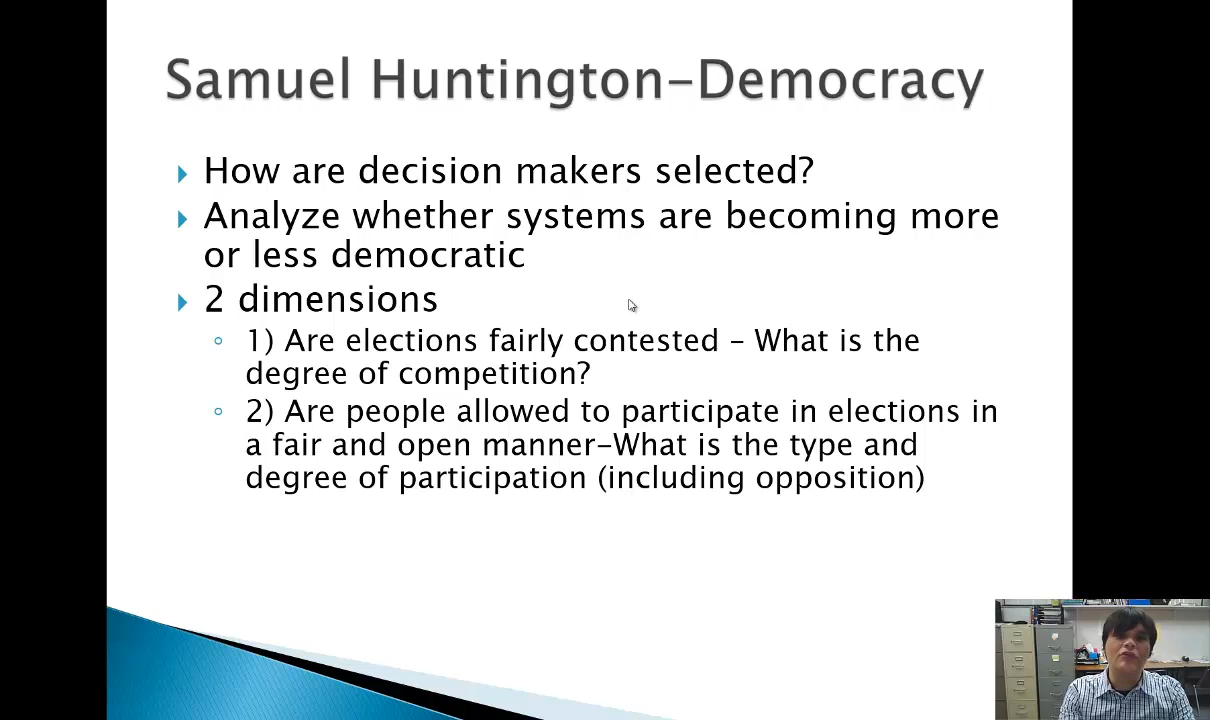 Samuel Huntington-Democracy
How are decision makers selected?
Analyze whether systems are becoming more
or less democratic
2 dimensions
1) Are elections fairly contested – What is the
degree of competition?
2) Are people allowed to participate in elections in
a fair and open manner-What is the type and
degree of participation (including opposition)